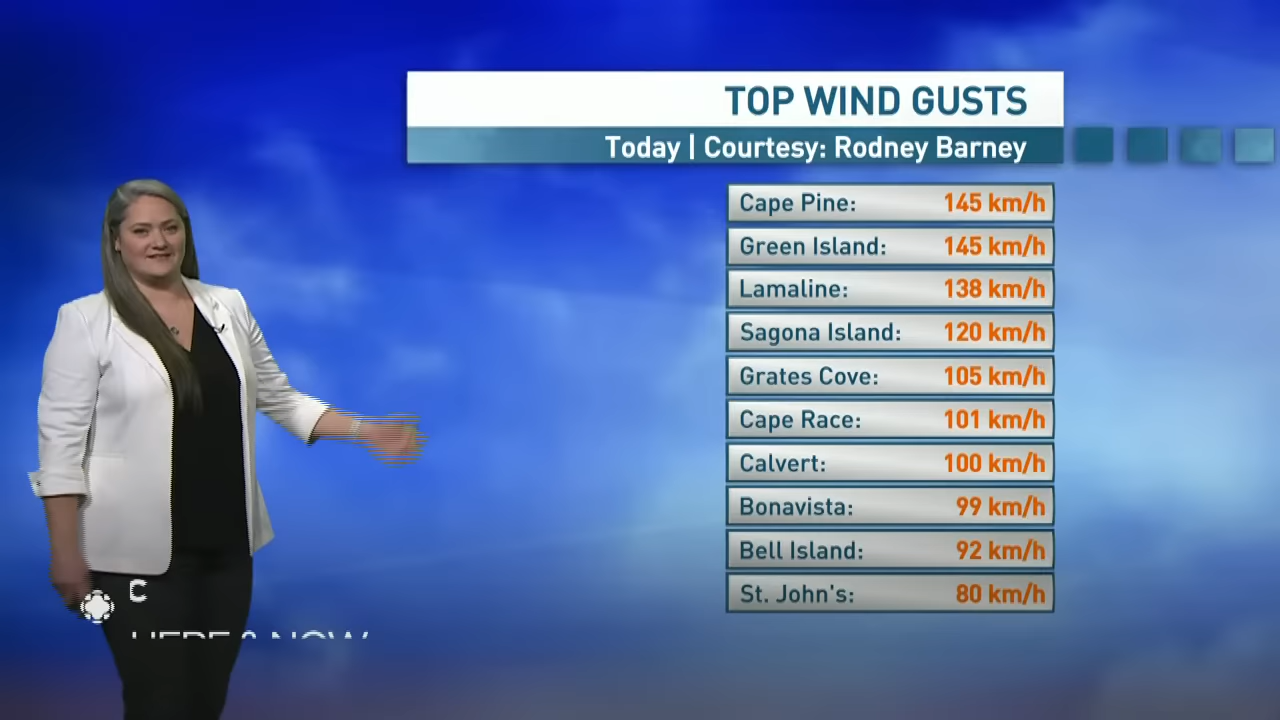 TOP WIND GUSTS
Today | Courtesy: Rodney Barney
Cape Pine: 145 km/h
Green Island: 145 km/h
Lamaline: 138 km/h
Sagona Island: 120 km/h
Grates Cove: 105 km/h
Cape Race: 101 km/h
Calvert: 100 km/h
Bonavista: 99 km/h
Bell Island: 92 km/h
St. John's: 80 km/h
C
HERE & NOW